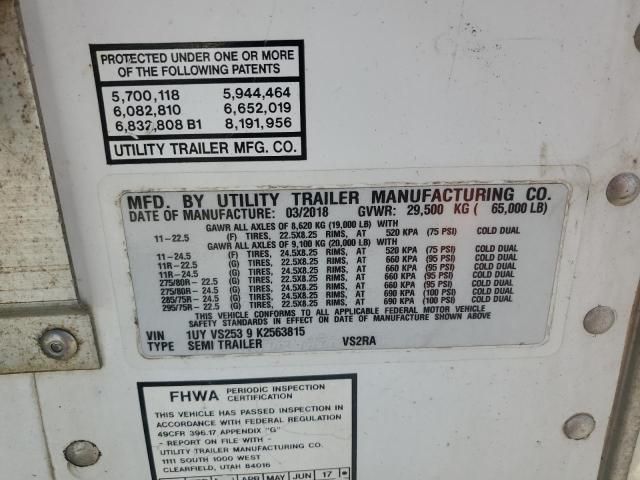 PROTECTED UNDER ONE OR MORE
OF THE FOLLOWING PATENTS
5,700,118 5,944,464
6,082,810 6,652,019
6,832,808 B1 8,191,956
UTILITY TRAILER MFG. CO.
MFD. BY UTILITY TRAILER MANUFACTURING CO.
DATE OF MANUFACTURE: 03/2018 GVWR: 29,500 KG ( 65,000 LB)
GAWR ALL AXLES OF 8,620 KG (19,000 LB) WITH
11-22.5 (F) TIRES, 22.5X8.25 RIMS, AT 520 KPA (75 PSI) COLD DUAL
GAWR ALL AXLES OF 9,100 KG (20,000 LB) WITH
11-24.5 (F) TIRES, 24.5X8.25 RIMS, AT 520 KPA (75 PSI) COLD DUAL
11R-22.5 (G) TIRES, 22.5X8.25 RIMS, AT 660 KPA (95 PSI) COLD DUAL
11R-24.5 (G) TIRES, 24.5X8.25 RIMS, AT 660 KPA (95 PSI) COLD DUAL
275/80R-22.5 (G) TIRES, 22.5X8.25 RIMS, AT 660 KPA (95 PSI) COLD DUAL
275/80R-24.5 (G) TIRES, 24.5X8.25 RIMS, AT 660 KPA (95 PSI) COLD DUAL
285/75R-24.5 (G) TIRES, 24.5X8.25 RIMS, AT 690 KPA (100 PSI) COLD DUAL
295/75R-22.5 (G) TIRES, 22.5X8.25 RIMS, AT 690 KPA (100 PSI) COLD DUAL
THIS VEHICLE CONFORMS TO ALL APPLICABLE FEDERAL MOTOR VEHICLE
SAFETY STANDARDS IN EFFECT ON DATE OF MANUFACTURE SHOWN ABOVE
VIN 1UY VS253 9 K2563815
TYPE SEMI TRAILER VS2RA
FHWA PERIODIC INSPECTION
CERTIFICATION
THIS VEHICLE HAS PASSED INSPECTION IN
ACCORDANCE WITH FEDERAL REGULATION
49CFR 396.17 APPENDIX "G"
- REPORT ON FILE WITH -
UTILITY TRAILER MANUFACTURING CO.
1111 SOUTH 1000 WEST
CLEARFIELD, UTAH 84016
APR MAY JUN 17